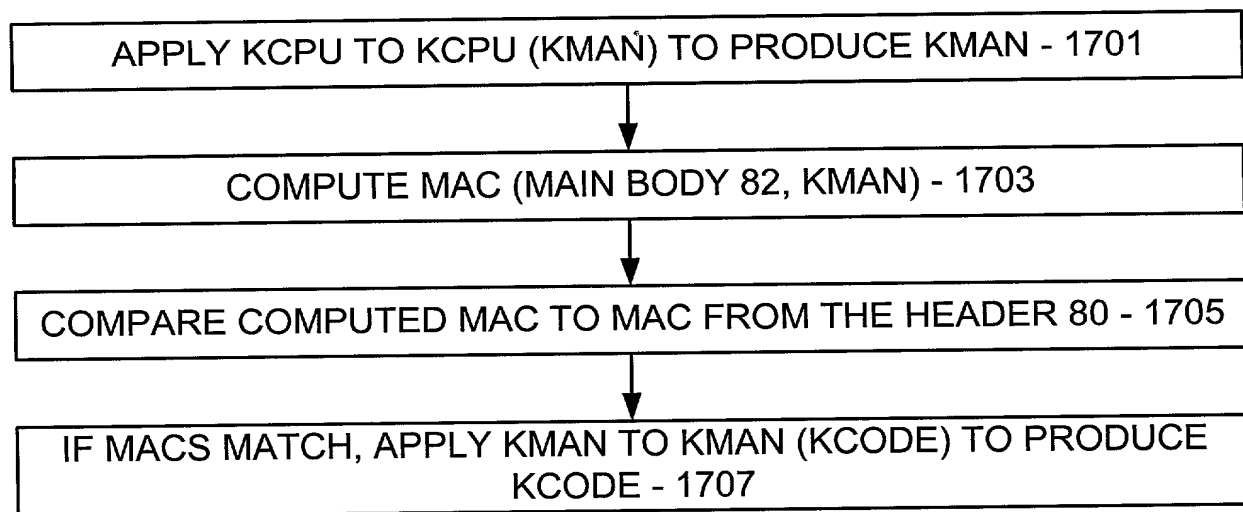 APPLY KCPU TO KCPU (KMAN) TO PRODUCE KMAN - 1701
COMPUTE MAC (MAIN BODY 82, KMAN) - 1703
COMPARE COMPUTED MAC TO MAC FROM THE HEADER 80 - 1705
IF MACS MATCH, APPLY KMAN TO KMAN (KCODE) TO PRODUCE
KCODE - 1707